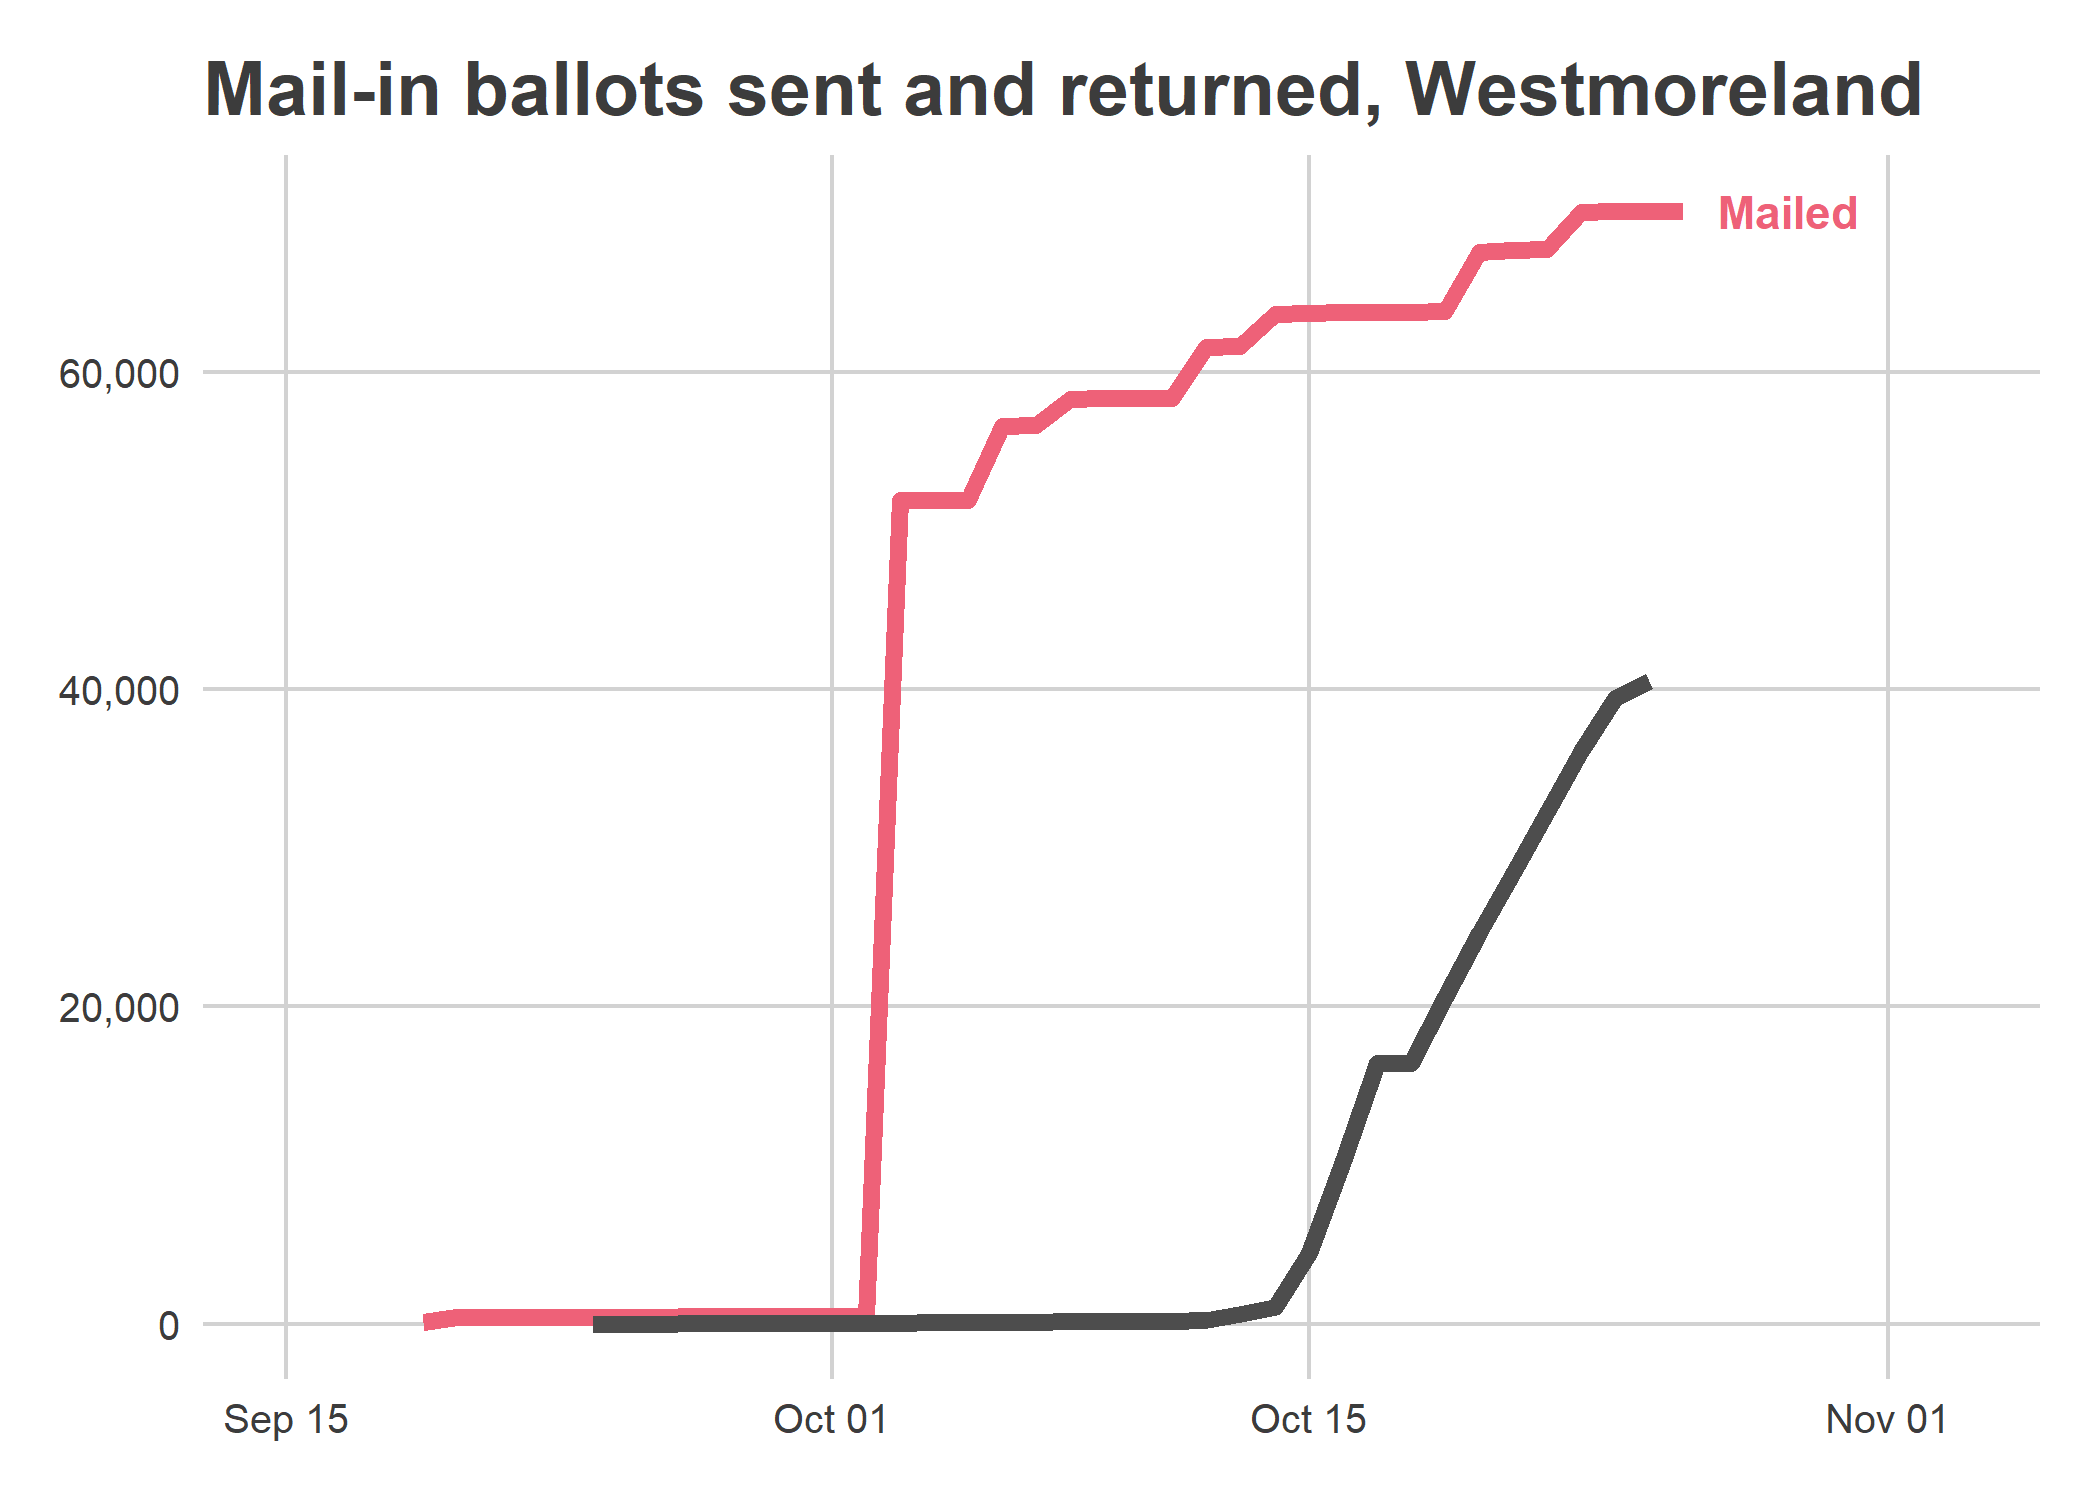 Mail-in ballots sent and returned, Westmoreland
Mailed
60,000
40,000
20,000
0
Sep 15
Oct 01
Oct 15
Nov 01